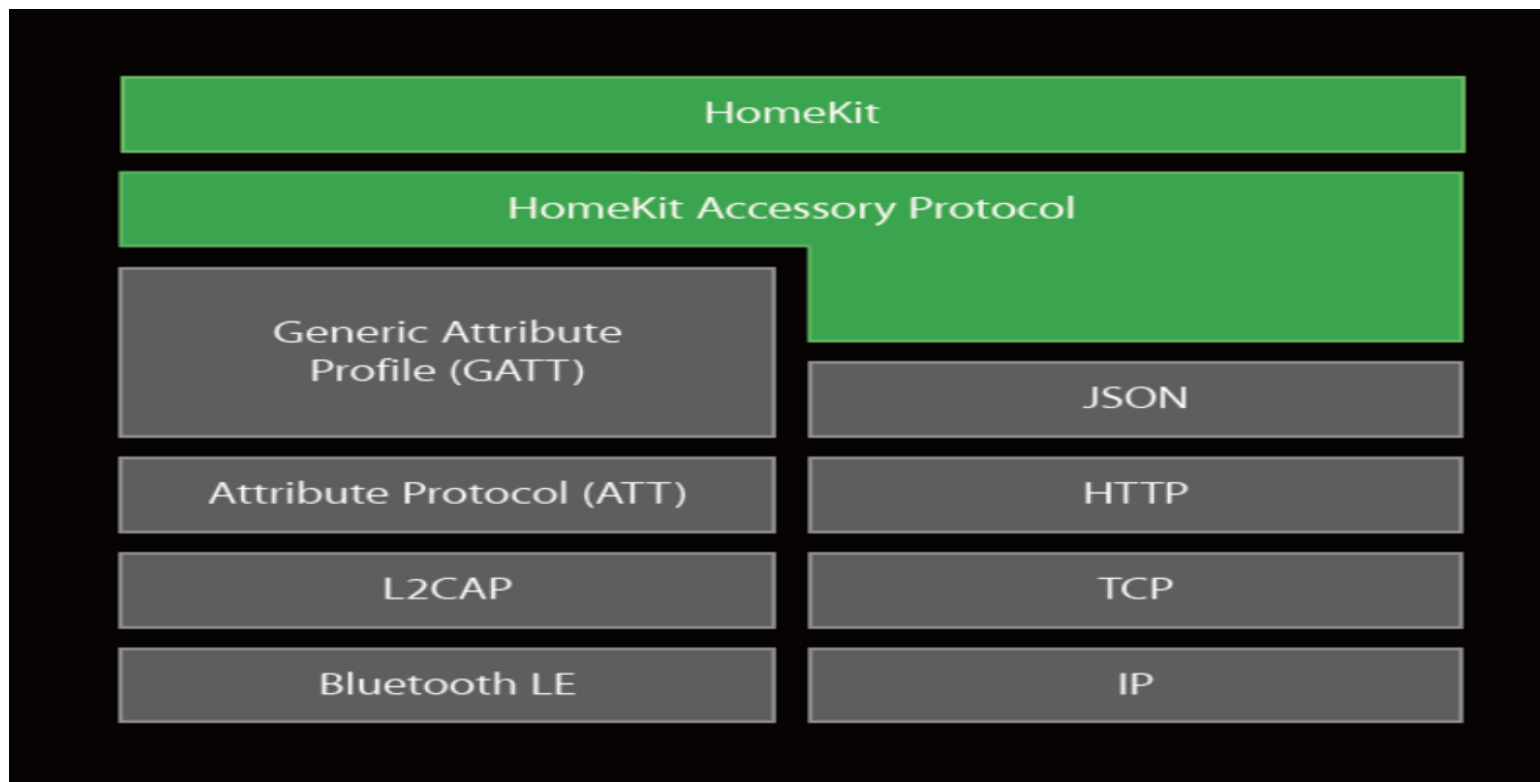 HomeKit
HomeKit Accessory Protocol
Generic Attribute
Profile (GATT)
JSON
Attribute Protocol (ATT)
HTTP
L2CAP
TCP
Bluetooth LE
IP